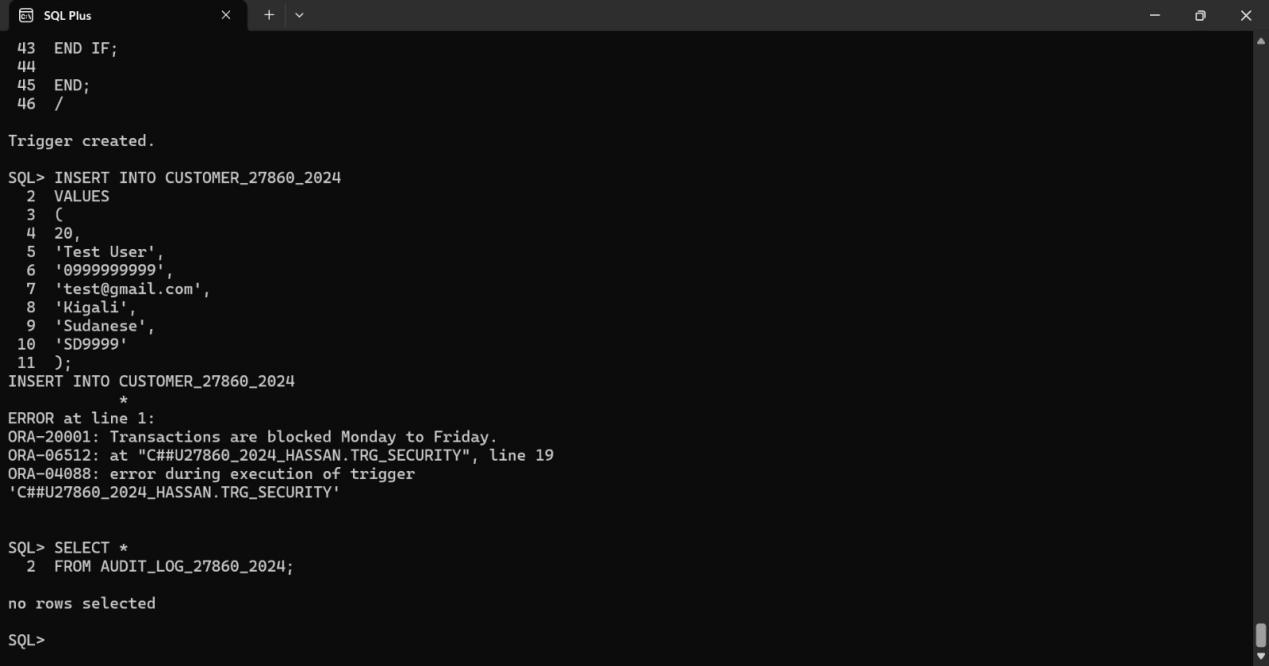 SQL Plus
43  END IF;
44
45  END;
46  /
Trigger created.
SQL> INSERT INTO CUSTOMER_27860_2024
2  VALUES
3  (
4  20,
5  'Test User',
6  '0999999999',
7  'test@gmail.com',
8  'Kigali',
9  'Sudanese',
10  'SD9999'
11  );
INSERT INTO CUSTOMER_27860_2024
*
ERROR at line 1:
ORA-20001: Transactions are blocked Monday to Friday.
ORA-06512: at "C##U27860_2024_HASSAN.TRG_SECURITY", line 19
ORA-04088: error during execution of trigger
'C##U27860_2024_HASSAN.TRG_SECURITY'
SQL> SELECT *
2  FROM AUDIT_LOG_27860_2024;
no rows selected
SQL>